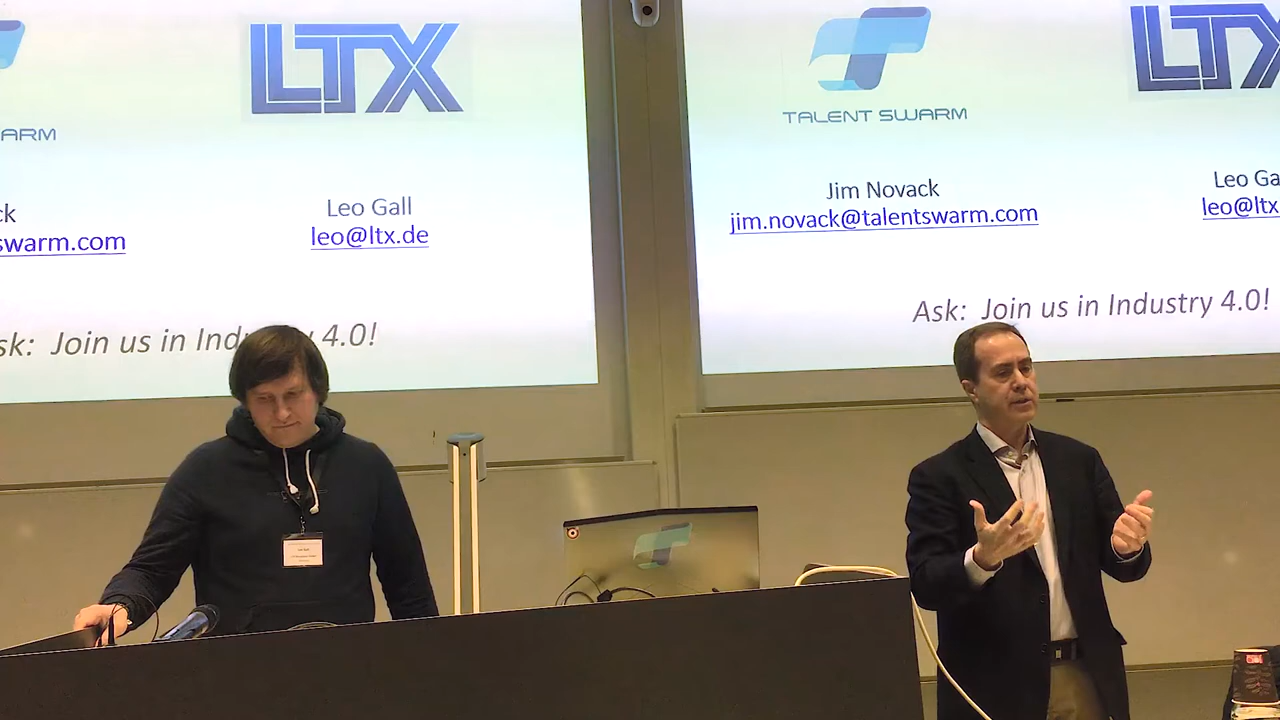 ARM
ck
swarm.com
LTX
Leo Gall
leo@ltx.de
sk: Join us in Indu y 4.0!
TALENT SWARM
Jim Novack
jim.novack@talentswarm.com
LTX
Leo Ga
leo@ltx
Ask: Join us in Industry 4.0!